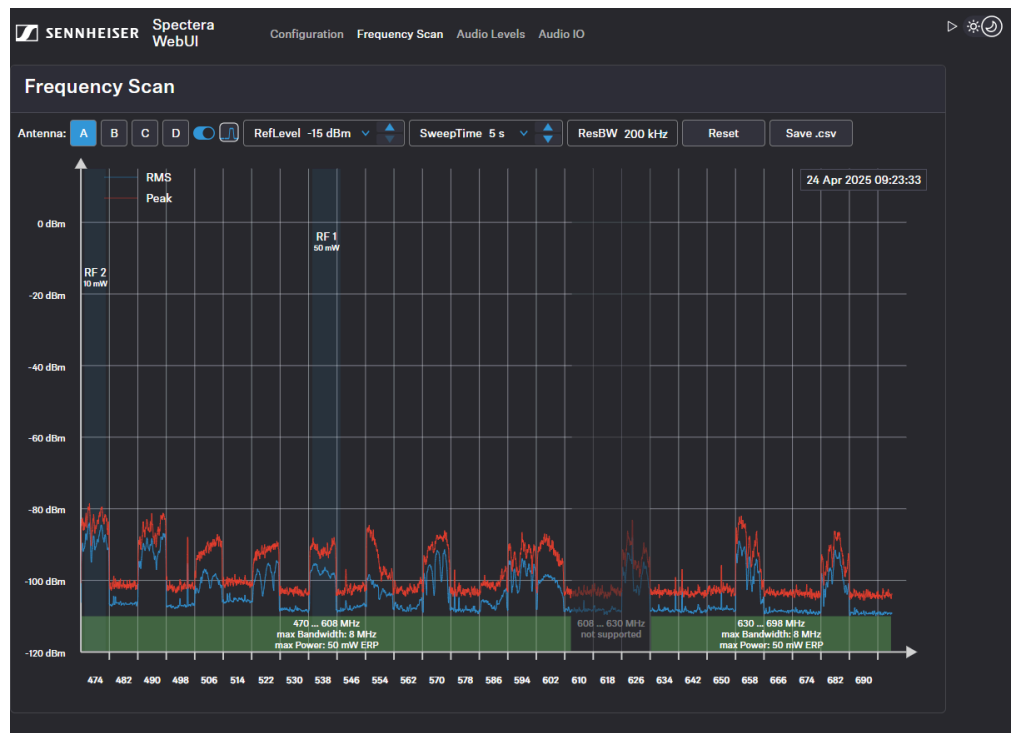 SENNHEISER
Spectera
WebUI
Configuration Frequency Scan Audio Levels Audio IO
Frequency Scan
Antenna: A B C D RefLevel -15 dBm SweepTime 5 s ResBW 200 kHz Reset Save .csv
RMS
Peak
24 Apr 2025 09:23:33
0 dBm
RF 1
50 mW
RF 2
10 mW
-20 dBm
-40 dBm
-60 dBm
-80 dBm
-100 dBm
470 ... 608 MHz
max Bandwidth: 8 MHz
max Power: 50 mW ERP
608 ... 630 MHz
not supported
630 ... 698 MHz
max Bandwidth: 8 MHz
max Power: 50 mW ERP
-120 dBm
474 482 490 498 506 514 522 530 538 546 554 562 570 578 586 594 602 610 618 626 634 642 650 658 666 674 682 690